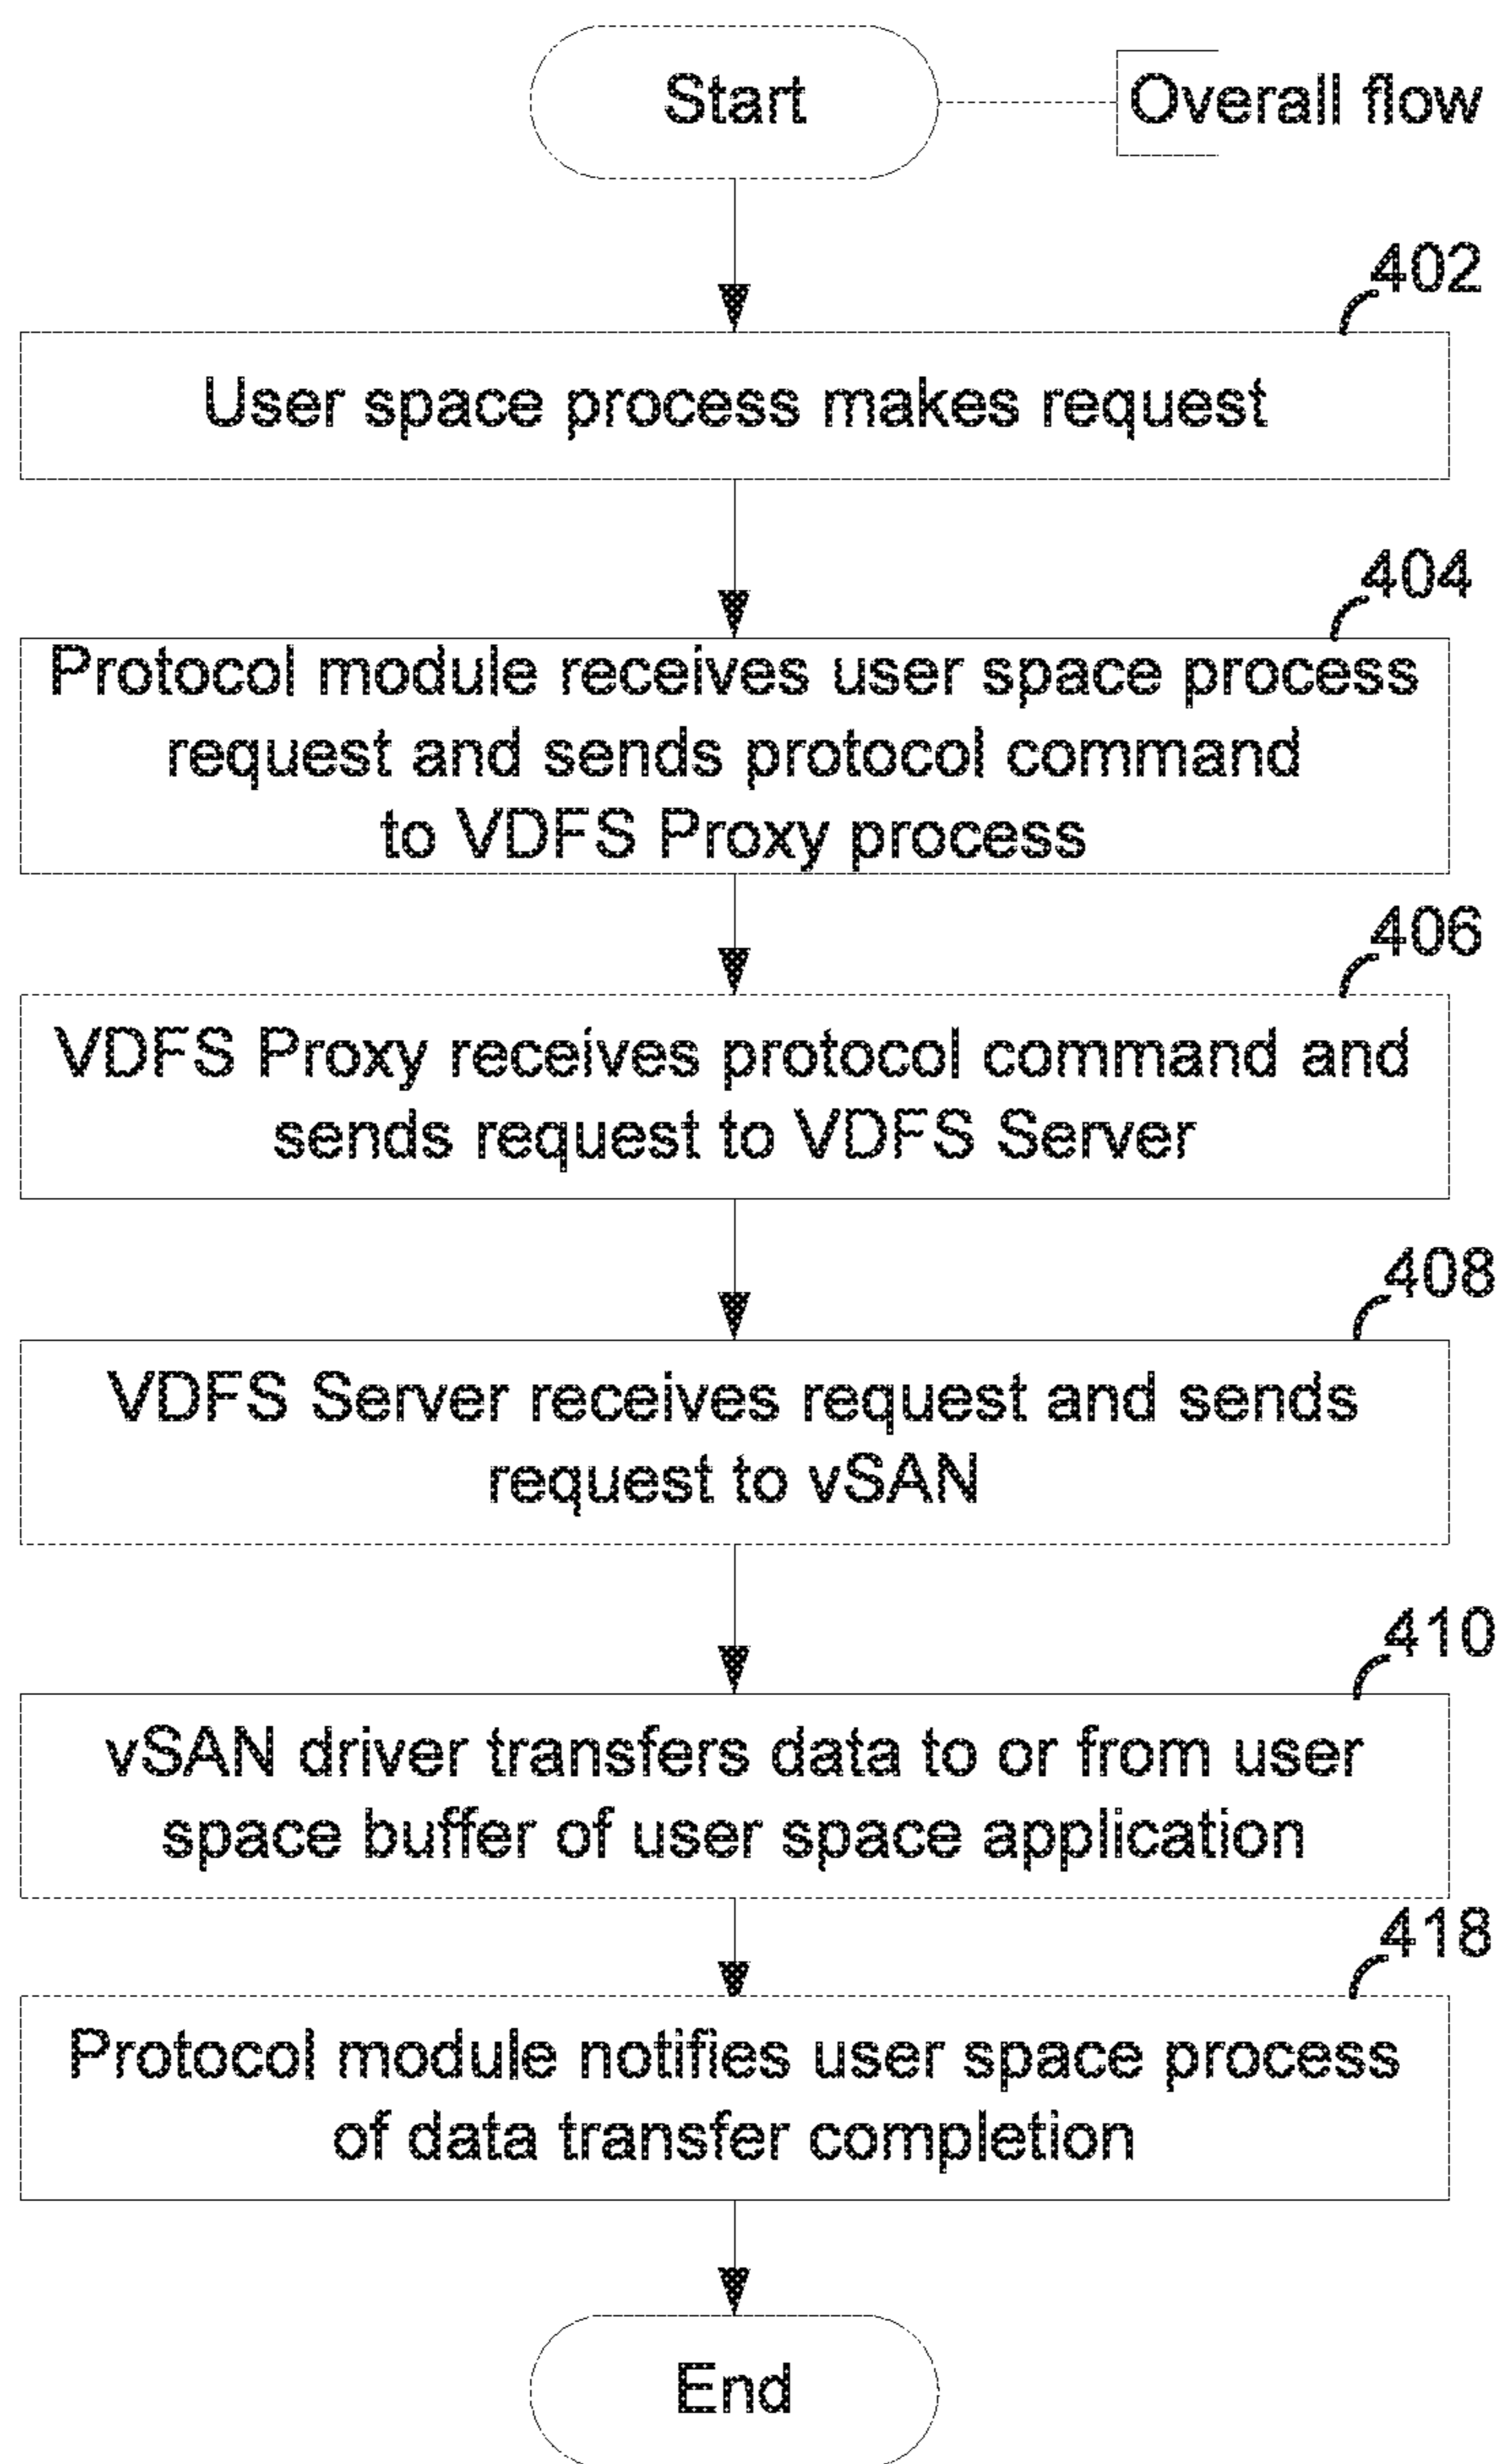 Start
Overall flow
402
User space process makes request
404
Protocol module receives user space process
request and sends protocol command
to VDFS Proxy process
406
VDFS Proxy receives protocol command and
sends request to VDFS Server
408
VDFS Server receives request and sends
request to vSAN
410
vSAN driver transfers data to or from user
space buffer of user space application
418
Protocol module notifies user space process
of data transfer completion
End